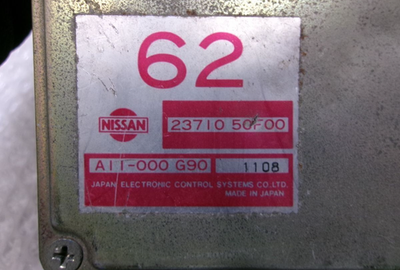 62
NISSAN
23710 50F00
A11-000 G90 1108
JAPAN ELECTRONIC CONTROL SYSTEMS CO.LTD.
MADE IN JAPAN